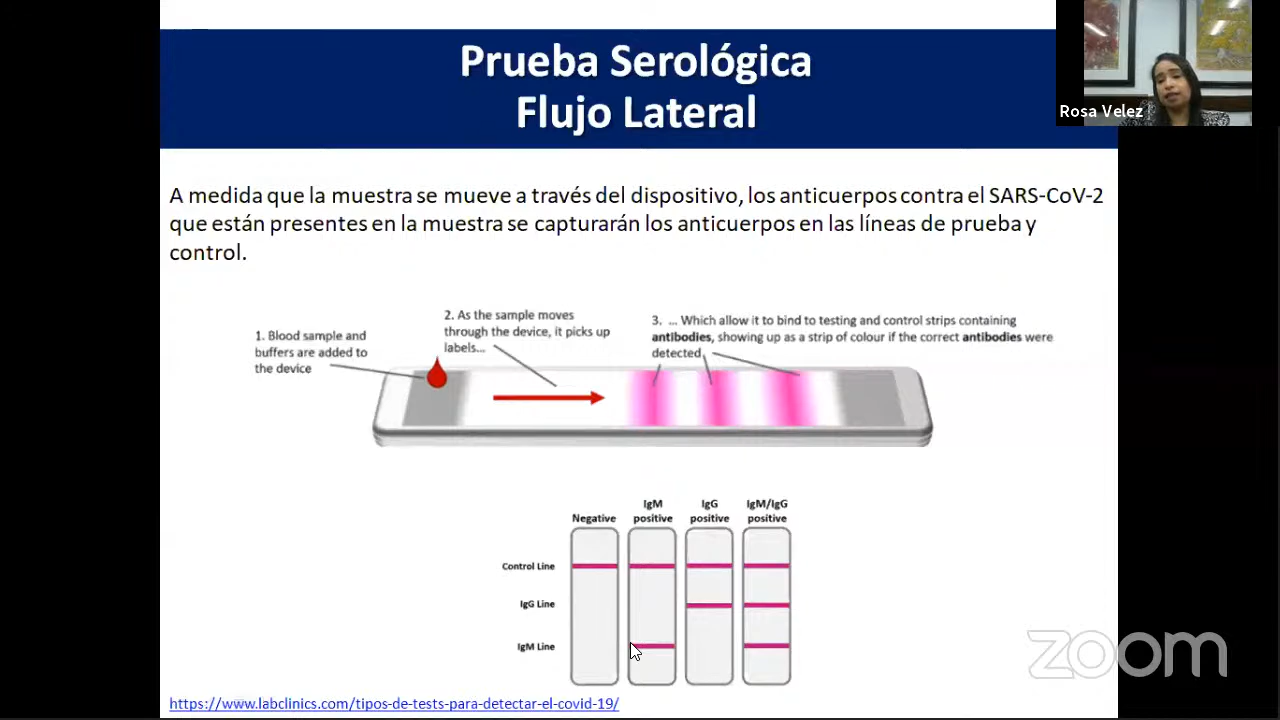 Prueba Serológica
Flujo Lateral
Rosa Velez
A medida que la muestra se mueve a través del dispositivo, los anticuerpos contra el SARS-CoV-2
que están presentes en la muestra se capturarán los anticuerpos en las líneas de prueba y
control.
1. Blood sample and
buffers are added to
the device
2. As the sample moves
through the device, it picks up
labels...
3. ... Which allow it to bind to testing and control strips containing
antibodies, showing up as a strip of colour if the correct antibodies were
detected
Negative
IgM
positive
IgG
positive
IgM/IgG
positive
Control Line
IgG Line
IgM Line
zoom
https://www.labclinics.com/tipos-de-tests-para-detectar-el-covid-19/